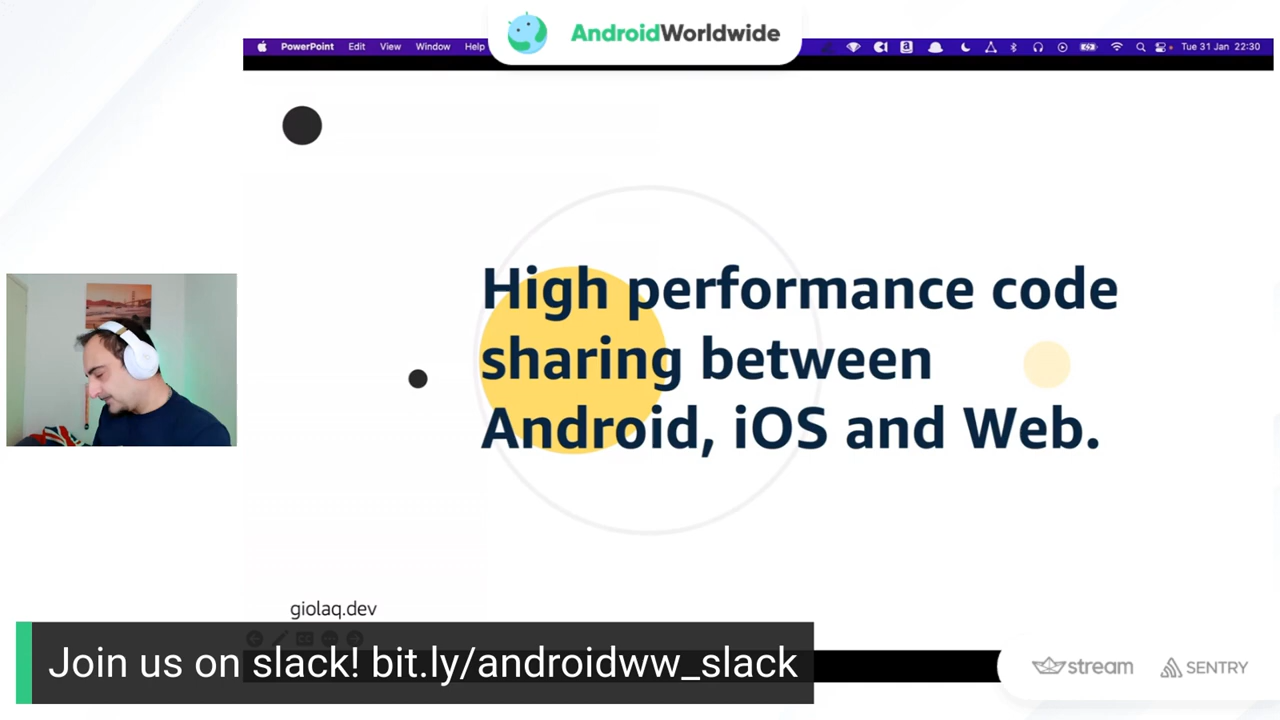 AndroidWorldwide
PowerPoint Edit View Window Help
Tue 31 Jan 22:30
High performance code
sharing between
Android, iOS and Web.
giolaq.dev
Join us on slack! bit.ly/androidww_slack
stream
SENTRY